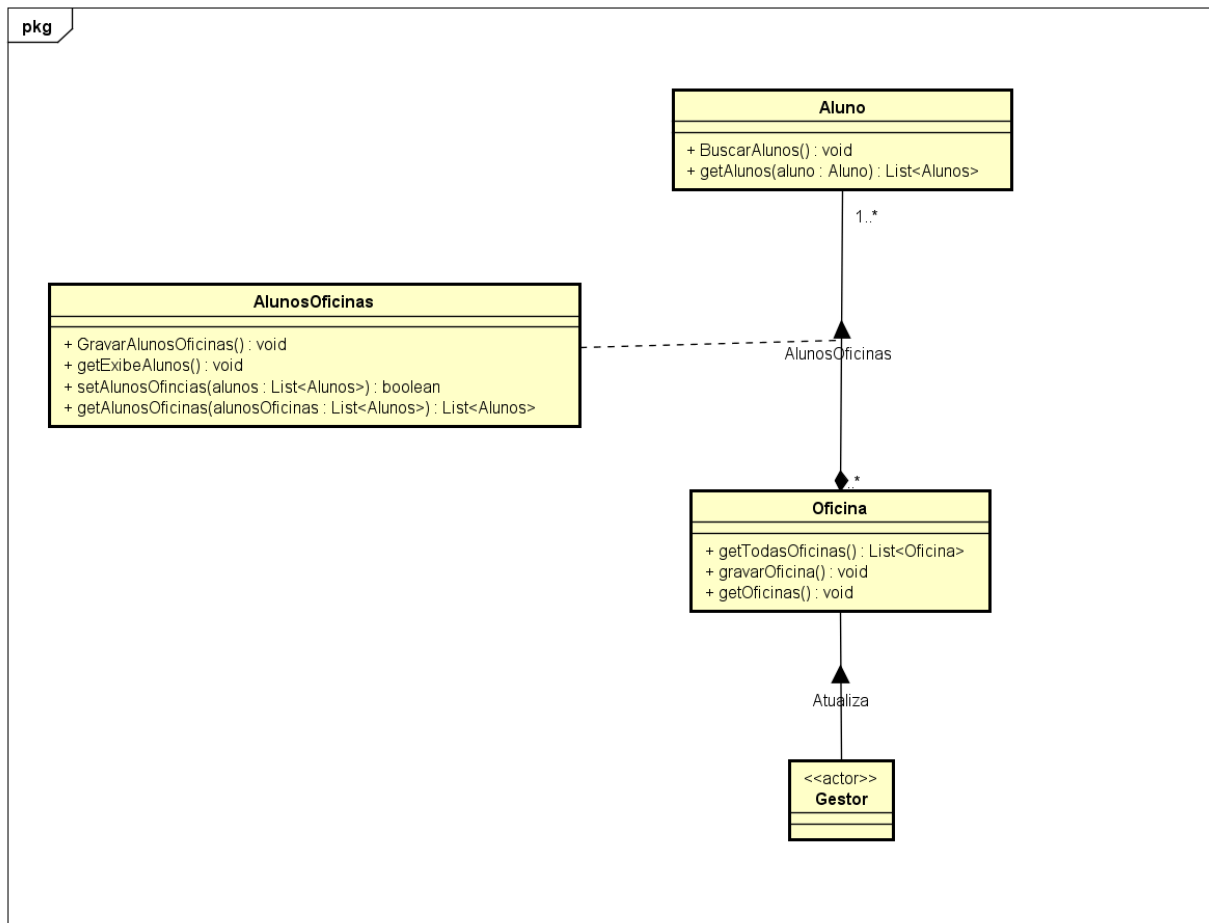 pkg
Aluno
+ BuscarAlunos() : void
+ getAlunos(aluno : Aluno) : List<Alunos>
1..*
AlunosOficinas
+ GravarAlunosOficinas() : void
+ getExibeAlunos() : void
+ setAlunosOfincias(alunos : List<Alunos>) : boolean
+ getAlunosOficinas(alunosOficinas : List<Alunos>) : List<Alunos>
AlunosOficinas
..*
Oficina
+ getTodasOficinas() : List<Oficina>
+ gravarOficina() : void
+ getOficinas() : void
Atualiza
<<actor>>
Gestor